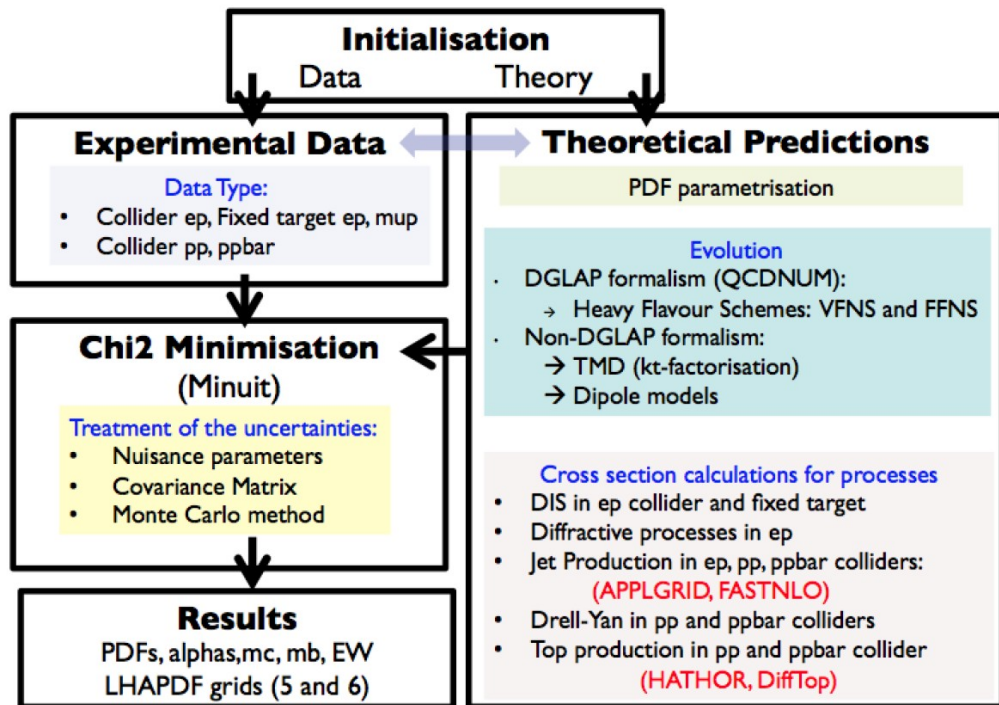 Initialisation
Data Theory
Experimental Data
Data Type:
• Collider ep, Fixed target ep, mup
• Collider pp, ppbar
Chi2 Minimisation
(Minuit)
Treatment of the uncertainties:
• Nuisance parameters
• Covariance Matrix
• Monte Carlo method
Results
PDFs, alphas,mc, mb, EW
LHAPDF grids (5 and 6)
Theoretical Predictions
PDF parametrisation
Evolution
· DGLAP formalism (QCDNUM):
→ Heavy Flavour Schemes: VFNS and FFNS
· Non-DGLAP formalism:
→ TMD (kt-factorisation)
→ Dipole models
Cross section calculations for processes
• DIS in ep collider and fixed target
• Diffractive processes in ep
• Jet Production in ep, pp, ppbar colliders:
(APPLGRID, FASTNLO)
• Drell-Yan in pp and ppbar colliders
• Top production in pp and ppbar collider
(HATHOR, DiffTop)